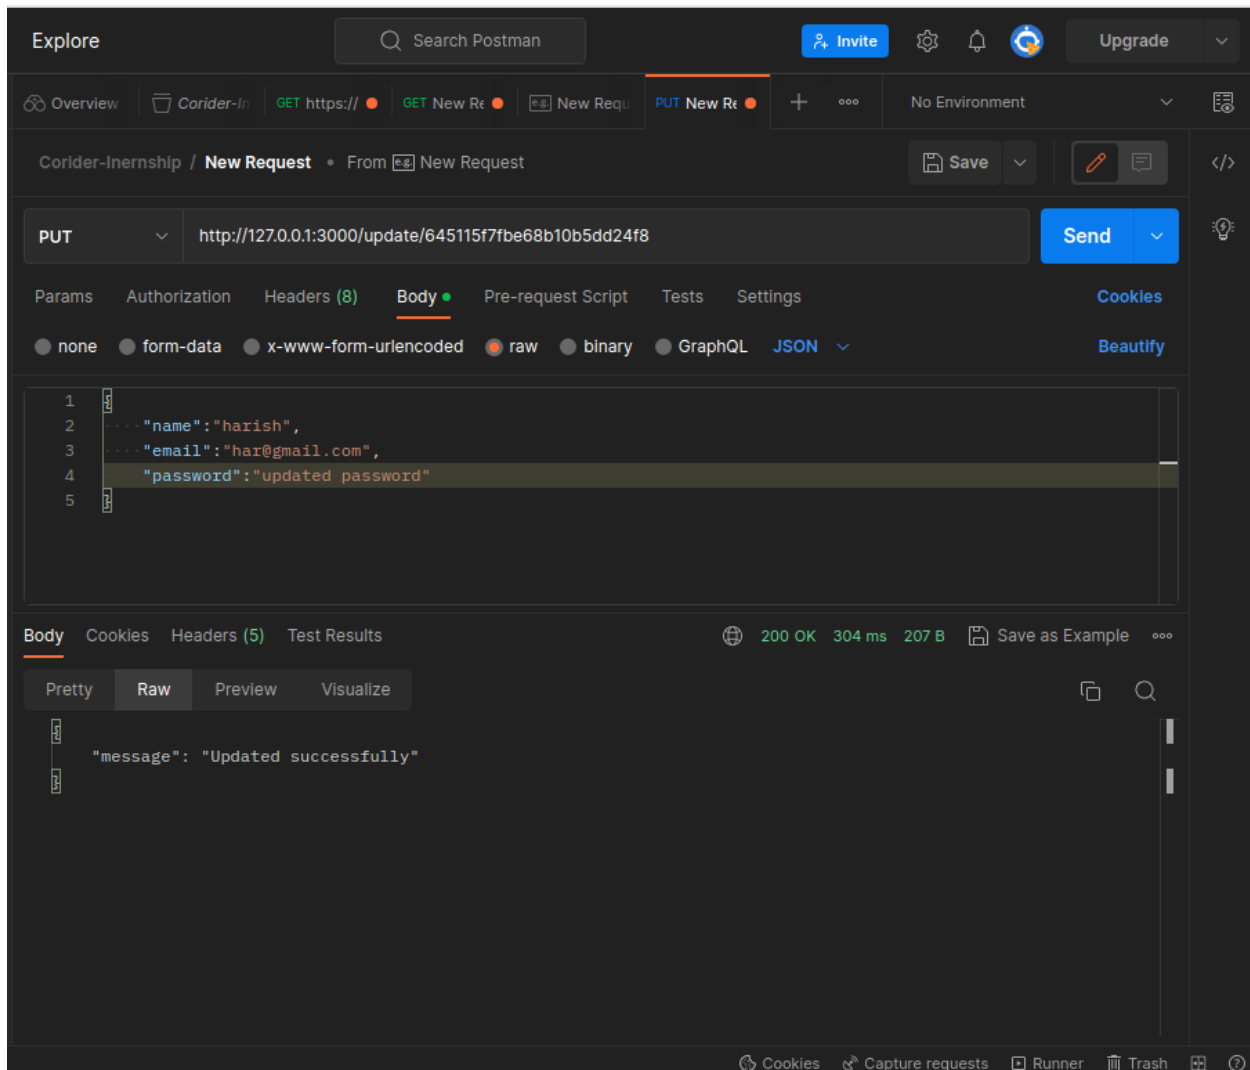 Explore Search Postman Invite Upgrade
Overview Corider-In GET https:// GET New Re e.g. New Requ PUT New Re No Environment
Corider-Inernship / New Request • From e.g. New Request Save
PUT http://127.0.0.1:3000/update/645115f7fbe68b10b5dd24f8 Send
Params Authorization Headers (8) Body Pre-request Script Tests Settings Cookies
none form-data x-www-form-urlencoded raw binary GraphQL JSON Beautify
1 {
2 "name":"harish",
3 "email":"har@gmail.com",
4 "password":"updated password"
5 }
Body Cookies Headers (5) Test Results 200 OK 304 ms 207 B Save as Example
Pretty Raw Preview Visualize
{
"message": "Updated successfully"
}
Cookies Capture requests Runner Trash